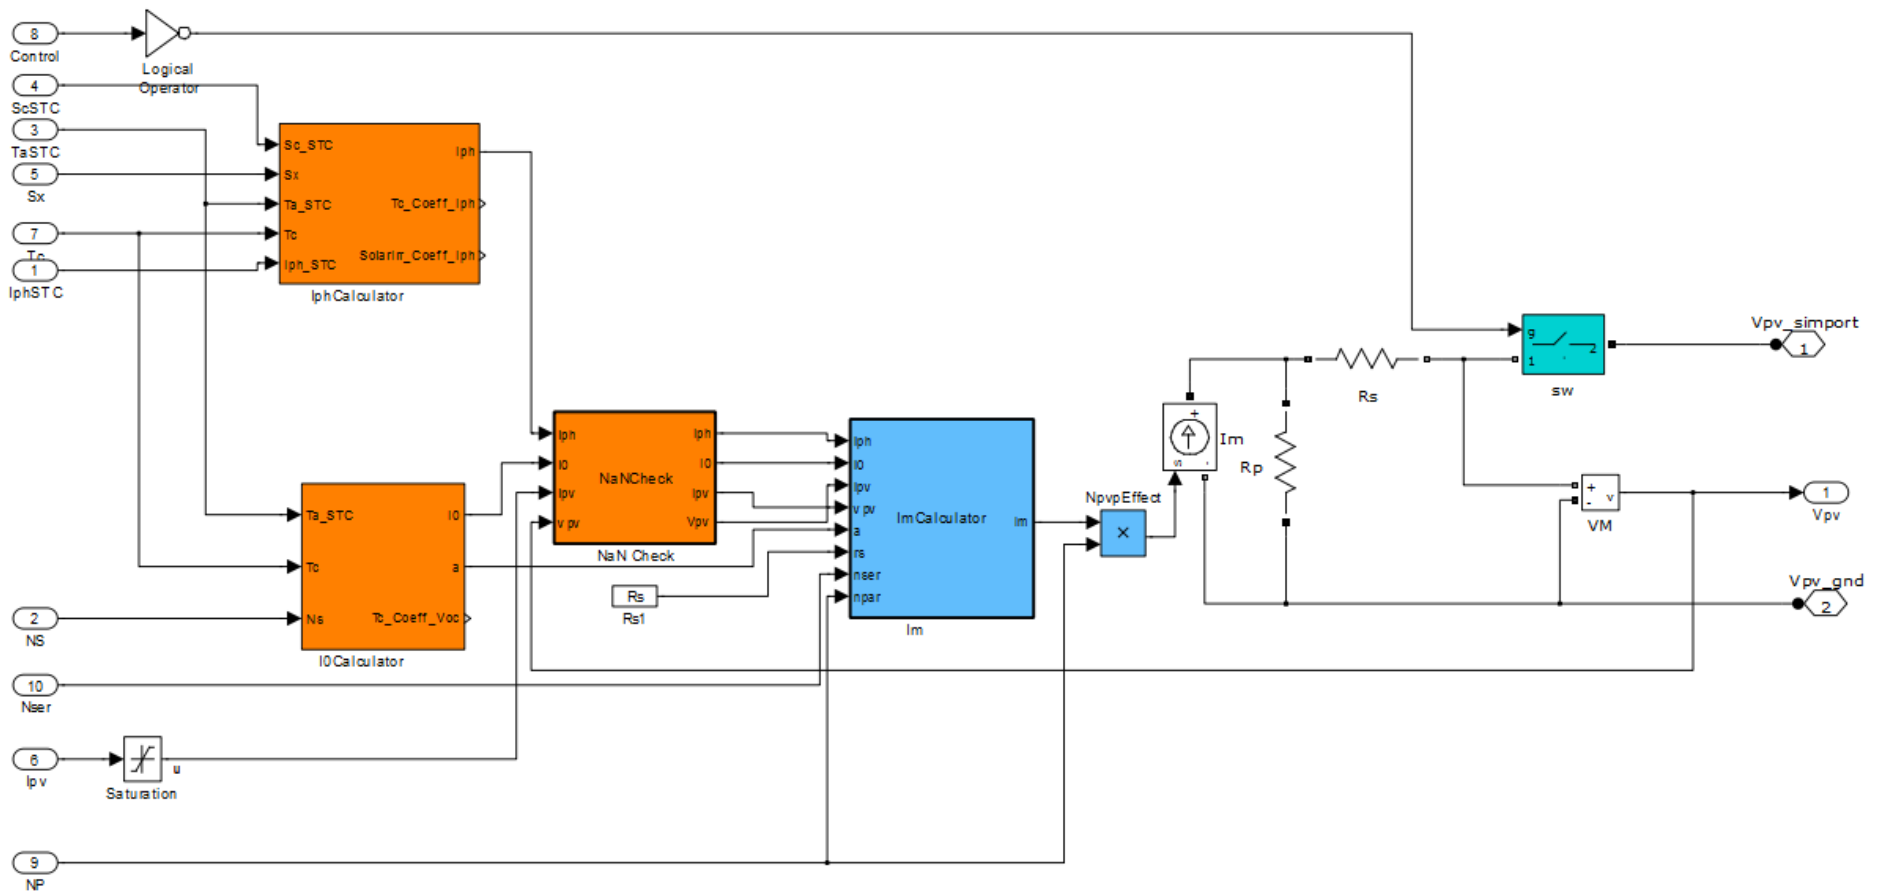 8
Control
Logical
Operator
4
ScSTC
3
TaSTC
5
Sx
7
Tc
1
IphSTC
Sc_STC
Sx
Ta_STC
Tc
Iph_STC
Iph
Tc_Coeff_Iph
SolarIrr_Coeff_Iph
IphCalculator
Ta_STC
Tc
Ns
I0
a
Tc_Coeff_Voc
I0Calculator
2
NS
10
Nser
6
Ipv
u
Saturation
9
NP
Iph
I0
Ipv
v pv
NaNCheck
Iph
I0
Ipv
Vpv
NaN Check
Rs
Rs1
Iph
I0
Ipv
v pv
a
rs
nser
npar
ImCalculator
Im
Im
NpvpEffect
×
+
s
-
Im
Rp
Rs
g
1
2
sw
Vpv_simport
1
+
-
v
VM
1
Vpv
Vpv_gnd
2